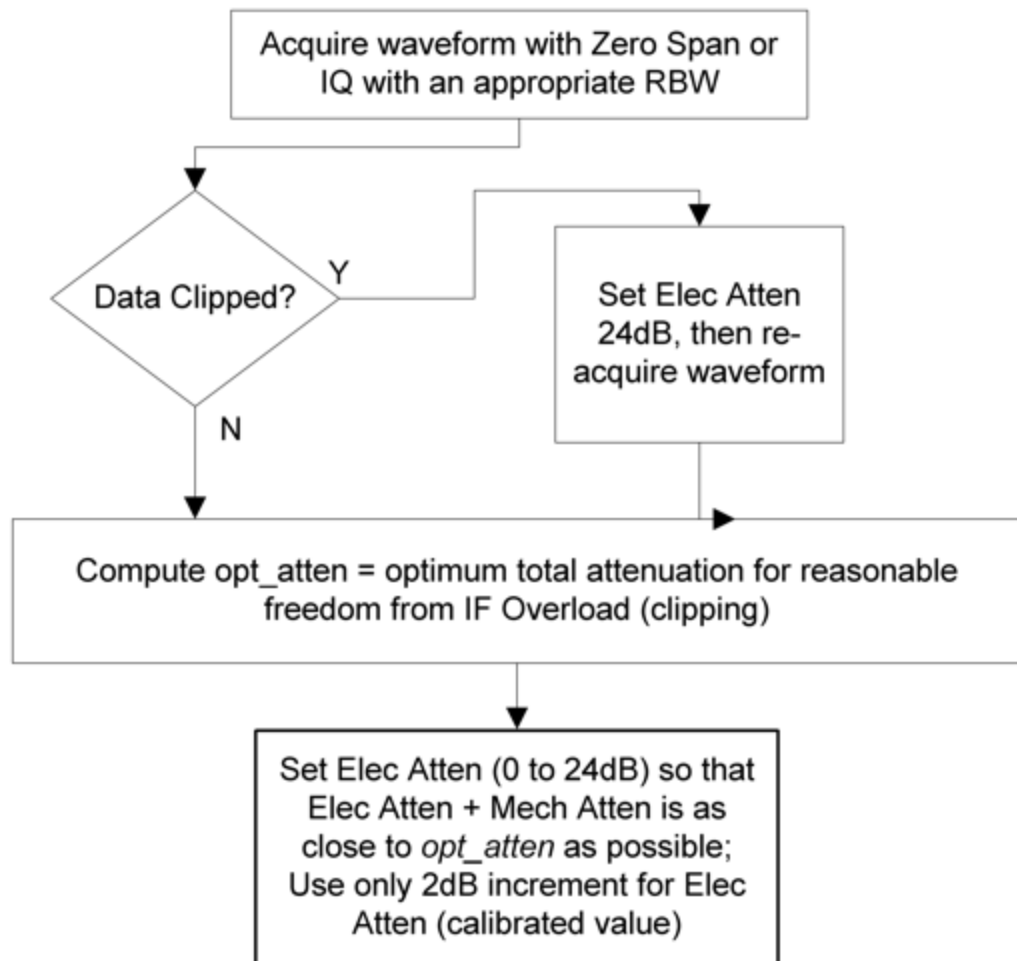 Acquire waveform with Zero Span or
IQ with an appropriate RBW
Data Clipped?
Y
Set Elec Atten
24dB, then re-
acquire waveform
N
Compute opt_atten = optimum total attenuation for reasonable
freedom from IF Overload (clipping)
Set Elec Atten (0 to 24dB) so that
Elec Atten + Mech Atten is as
close to opt_atten as possible;
Use only 2dB increment for Elec
Atten (calibrated value)